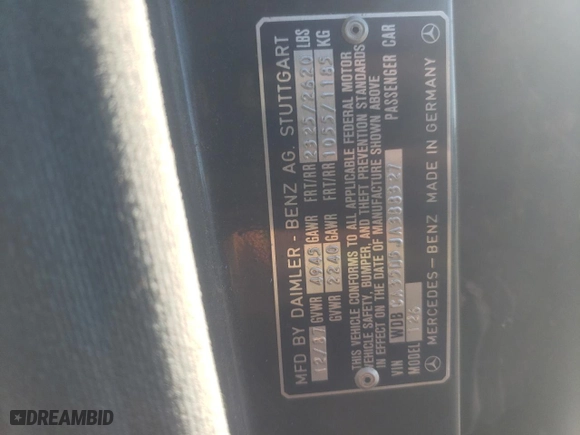 MFD BY DAIMLER - BENZ AG. STUTTGART
12/87 GVWR 4945 GAWR FRT/RR 2325/2620 LBS
GVWR 2240 GAWR FRT/RR 1055/1185 KG
THIS VEHICLE CONFORMS TO ALL APPLICABLE FEDERAL MOTOR
VEHICLE SAFETY, BUMPER, AND THEFT PREVENTION STANDARDS
IN EFFECT ON THE DATE OF MANUFACTURE SHOWN ABOVE
VIN WDB
MODEL 126 PASSENGER CAR
MERCEDES-BENZ MADE IN GERMANY
DREAMBID